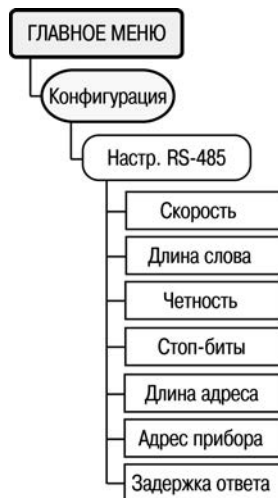 ГЛАВНОЕ МЕНЮ
Конфигурация
Настр. RS-485
Скорость
Длина слова
Четность
Стоп-биты
Длина адреса
Адрес прибора
Задержка ответа